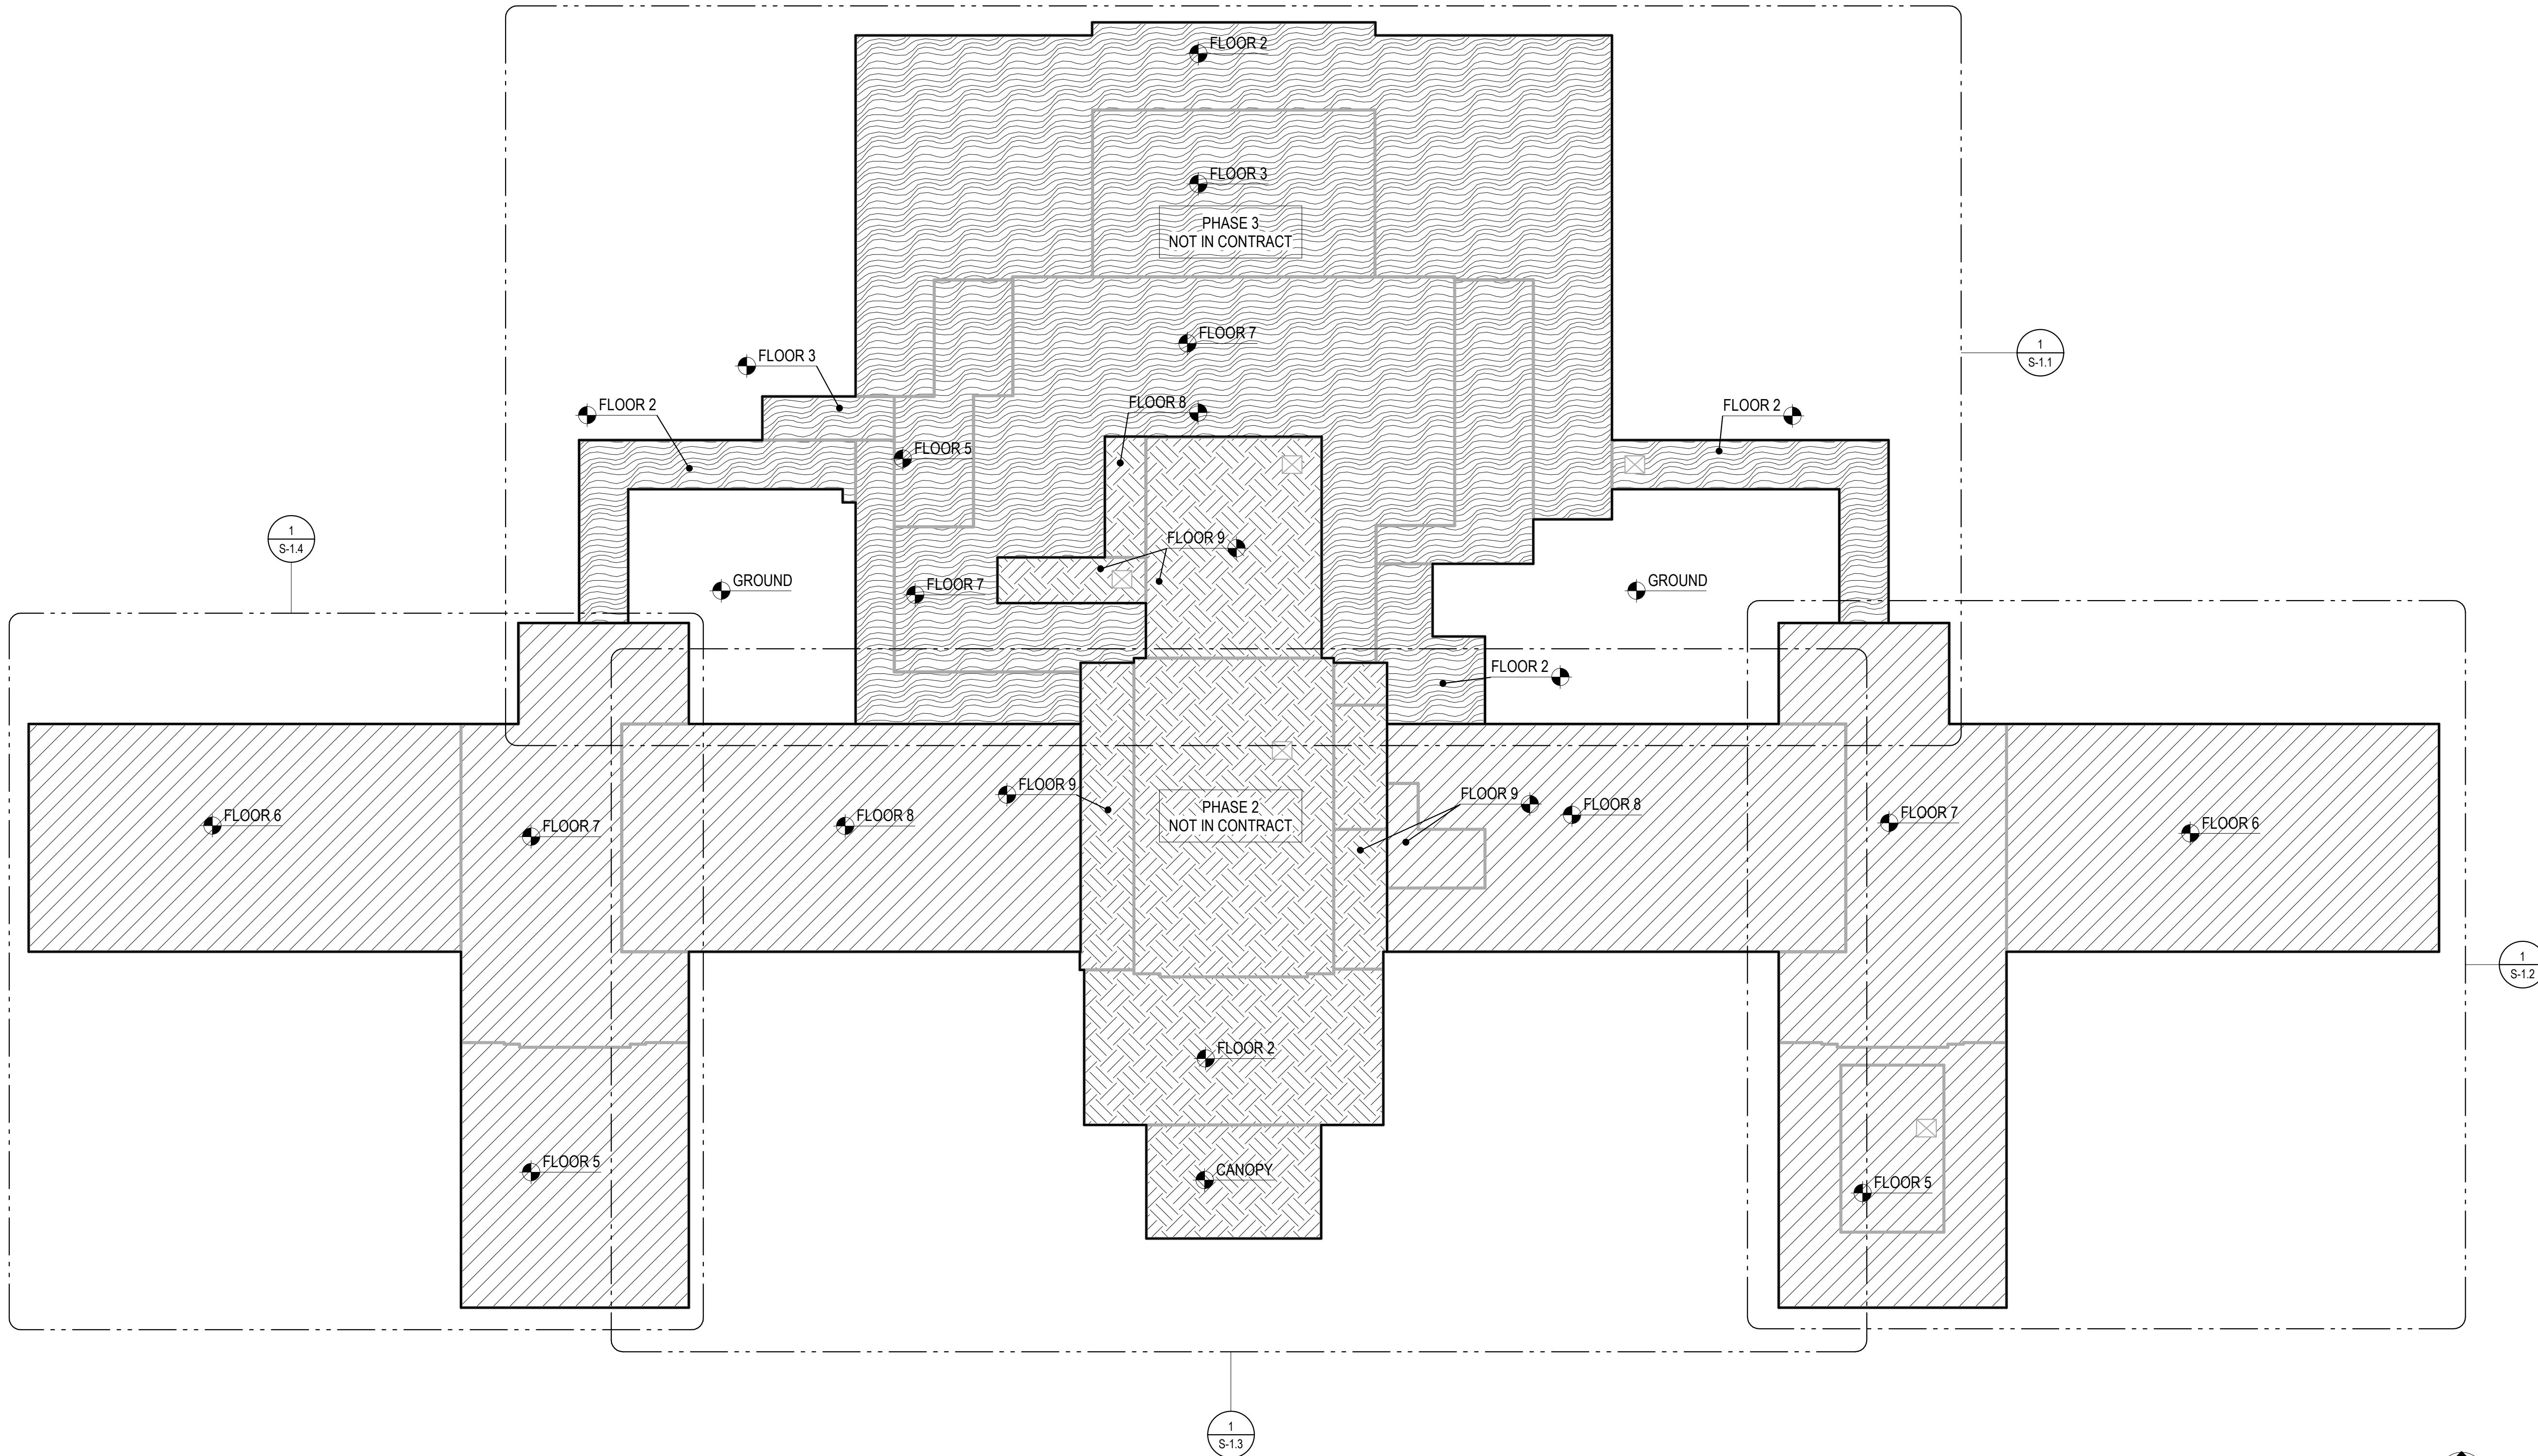 FLOOR 2
FLOOR 3
PHASE 3
NOT IN CONTRACT
FLOOR 7
1
S-1.1
FLOOR 3
FLOOR 2
FLOOR 8
FLOOR 2
FLOOR 5
1
S-1.4
FLOOR 9
GROUND
FLOOR 7
GROUND
FLOOR 2
FLOOR 9
FLOOR 9
PHASE 2
NOT IN CONTRACT
FLOOR 6
FLOOR 7
FLOOR 8
FLOOR 8
FLOOR 7
FLOOR 6
1
S-1.2
FLOOR 2
FLOOR 5
CANOPY
FLOOR 5
1
S-1.3